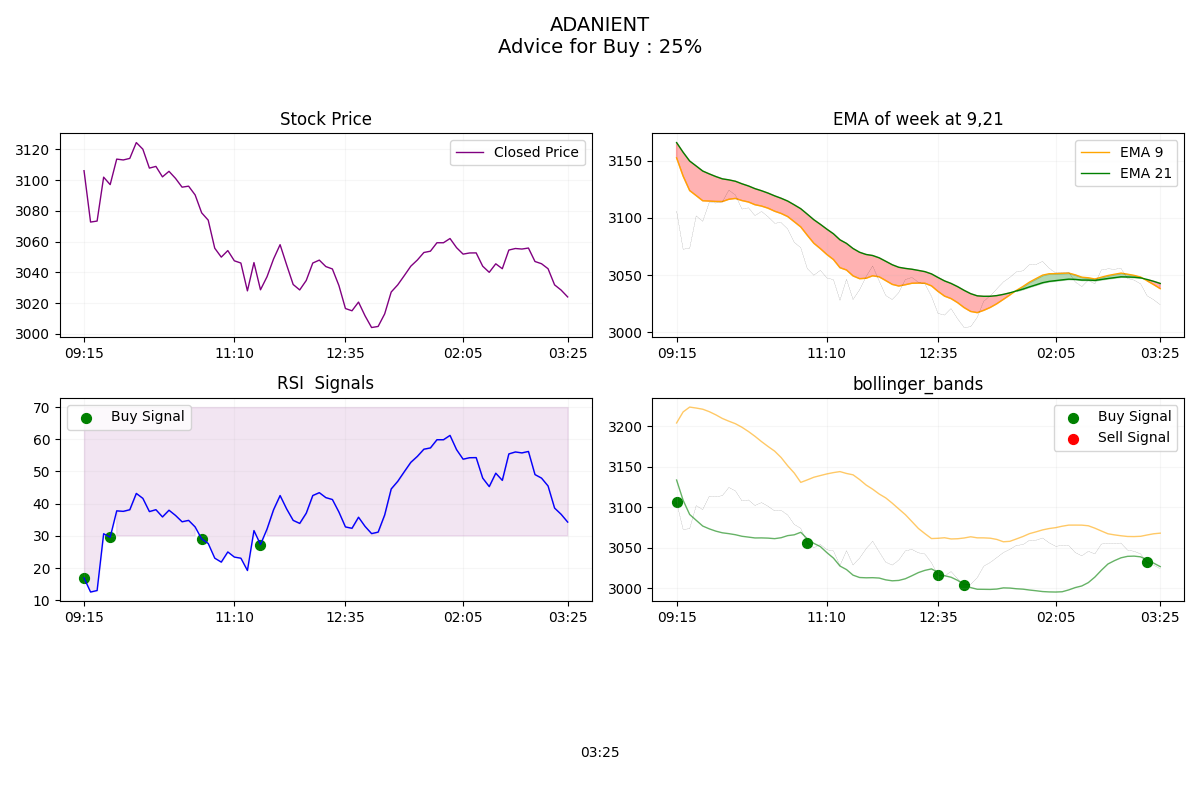 ADANIENT
Advice for Buy : 25%
Stock Price
3120
3100
3080
3060
3040
3020
3000
Closed Price
09:15 11:10 12:35 02:05 03:25
EMA of week at 9,21
3150
3100
3050
3000
EMA 9
EMA 21
09:15 11:10 12:35 02:05 03:25
RSI  Signals
70
60
50
40
30
20
10
Buy Signal
09:15 11:10 12:35 02:05 03:25
bollinger_bands
3200
3150
3100
3050
3000
Buy Signal
Sell Signal
09:15 11:10 12:35 02:05 03:25
03:25